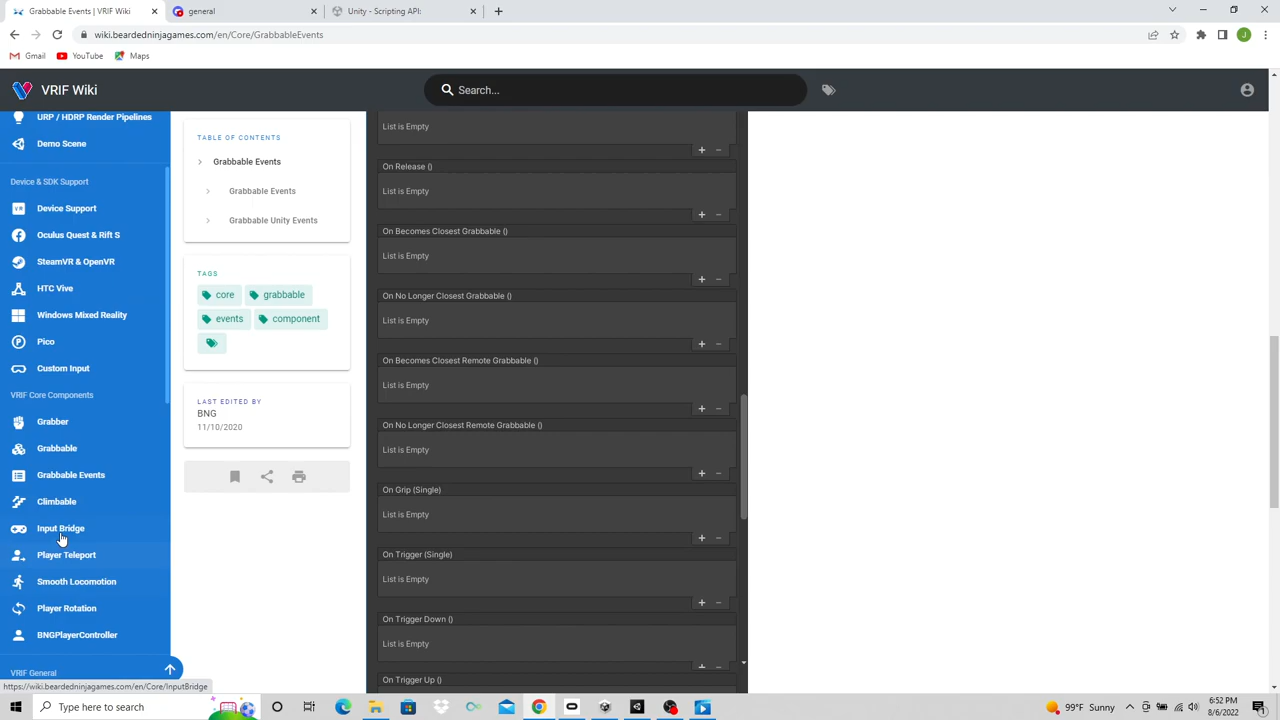 Grabbable Events | VRIF Wiki
general
Unity - Scripting API:
wiki.beardedninjagames.com/en/Core/GrabbableEvents
J
Gmail
YouTube
Maps
VRIF Wiki
Search...
URP / HDRP Render Pipelines
Demo Scene
Device & SDK Support
Device Support
Oculus Quest & Rift S
SteamVR & OpenVR
HTC Vive
Windows Mixed Reality
Pico
Custom Input
VRIF Core Components
Grabber
Grabbable
Grabbable Events
Climbable
Input Bridge
Player Teleport
Smooth Locomotion
Player Rotation
BNGPlayerController
VRIF General
https://wiki.beardedninjagames.com/en/Core/InputBridge
TABLE OF CONTENTS
Grabbable Events
Grabbable Events
Grabbable Unity Events
TAGS
core
grabbable
events
component
LAST EDITED BY
BNG
11/10/2020
List is Empty
On Release ()
List is Empty
On Becomes Closest Grabbable ()
List is Empty
On No Longer Closest Grabbable ()
List is Empty
On Becomes Closest Remote Grabbable ()
List is Empty
On No Longer Closest Remote Grabbable ()
List is Empty
On Grip (Single)
List is Empty
On Trigger (Single)
List is Empty
On Trigger Down ()
List is Empty
On Trigger Up ()
Type here to search
99°F Sunny
6:52 PM
8/6/2022